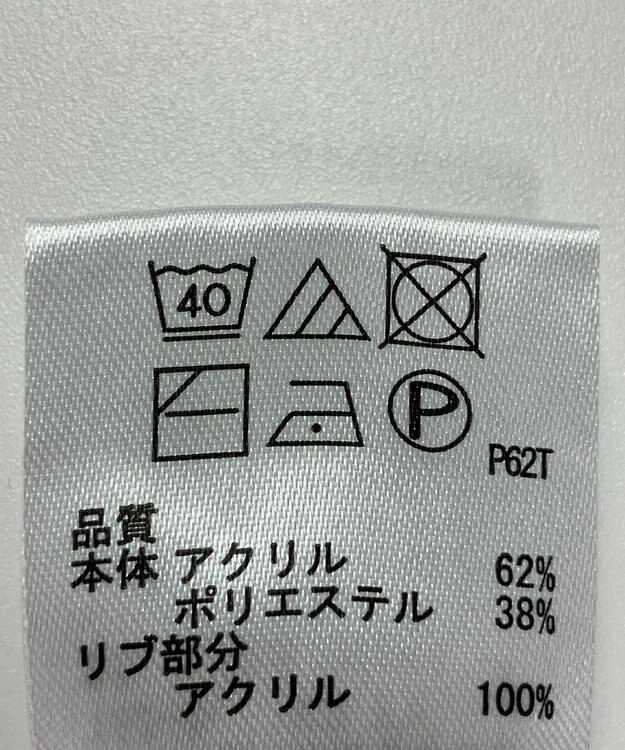 40
P
P62T
品質
本体 アクリル 62%
ポリエステル 38%
リブ部分
アクリル 100%